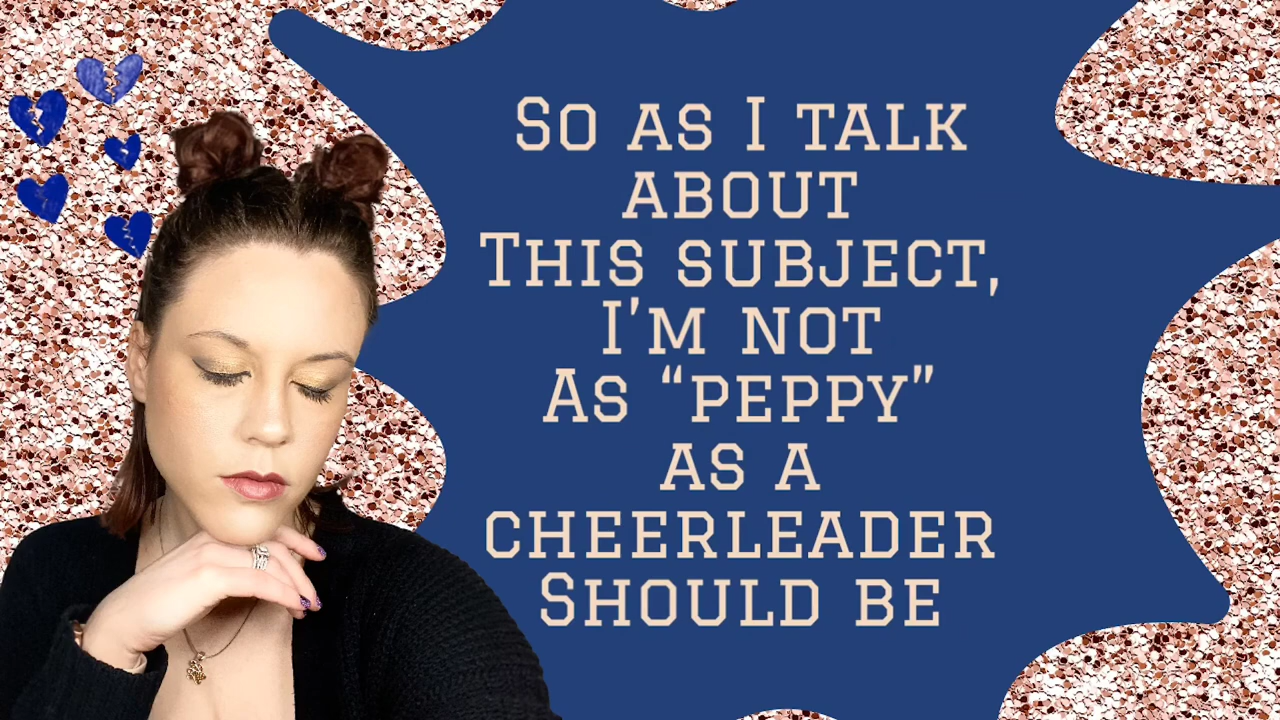 So as I talk
about
This subject,
I'm not
As “peppy”
as a
cheerleader
Should be